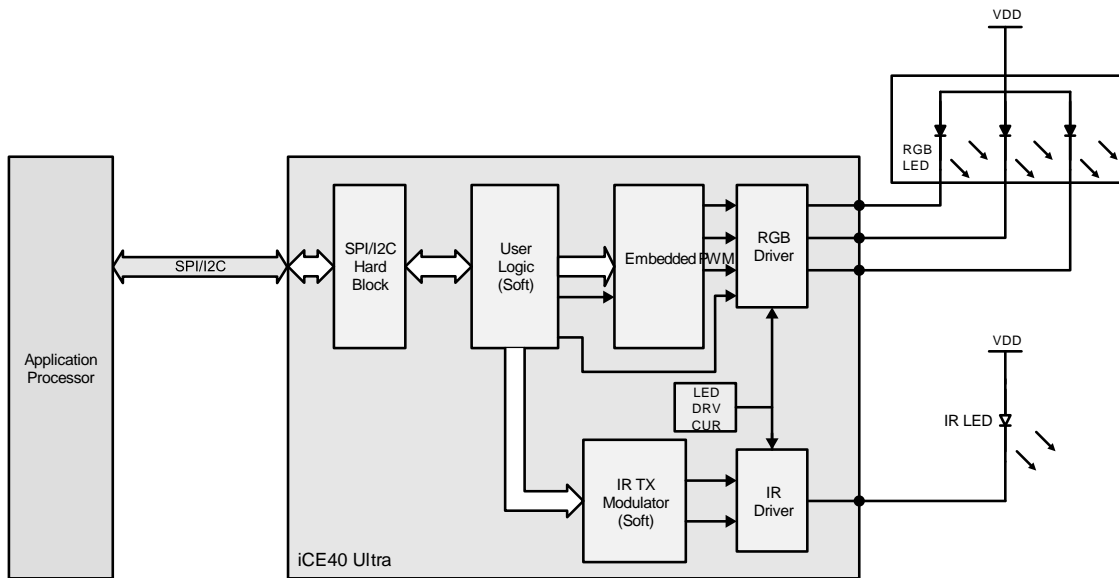 VDD
RGB
LED
SPI/I2C
SPI/I2C
Hard
Block
User
Logic
(Soft)
Embedded PWM
RGB
Driver
Application
Processor
LED
DRV
CUR
VDD
IR LED
IR TX
Modulator
(Soft)
IR
Driver
iCE40 Ultra